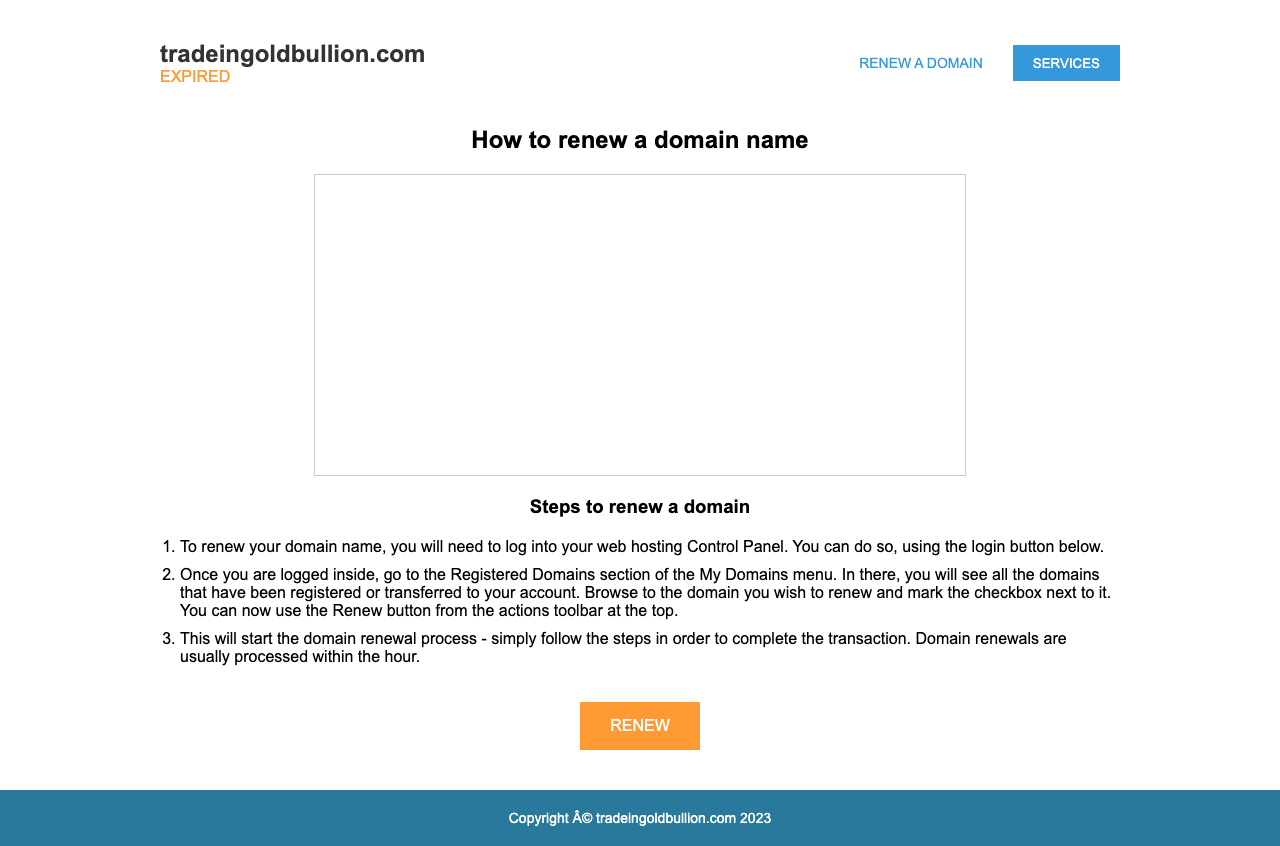 tradeingoldbullion.com
EXPIRED
RENEW A DOMAIN
SERVICES
How to renew a domain name
Steps to renew a domain
1. To renew your domain name, you will need to log into your web hosting Control Panel. You can do so, using the login button below.
2. Once you are logged inside, go to the Registered Domains section of the My Domains menu. In there, you will see all the domains
that have been registered or transferred to your account. Browse to the domain you wish to renew and mark the checkbox next to it.
You can now use the Renew button from the actions toolbar at the top.
3. This will start the domain renewal process - simply follow the steps in order to complete the transaction. Domain renewals are
usually processed within the hour.
RENEW
Copyright Â© tradeingoldbullion.com 2023